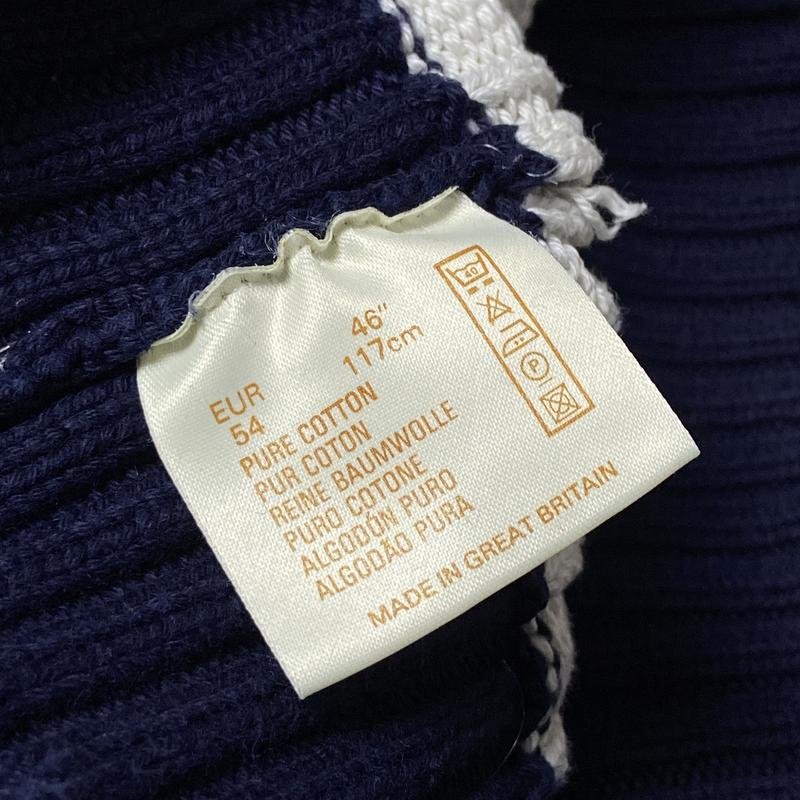 46"
117cm
EUR
54
PURE COTTON
PUR COTON
REINE BAUMWOLLE
PURO COTONE
ALGODÓN PURO
ALGODÃO PURA
MADE IN GREAT BRITAIN
40
P